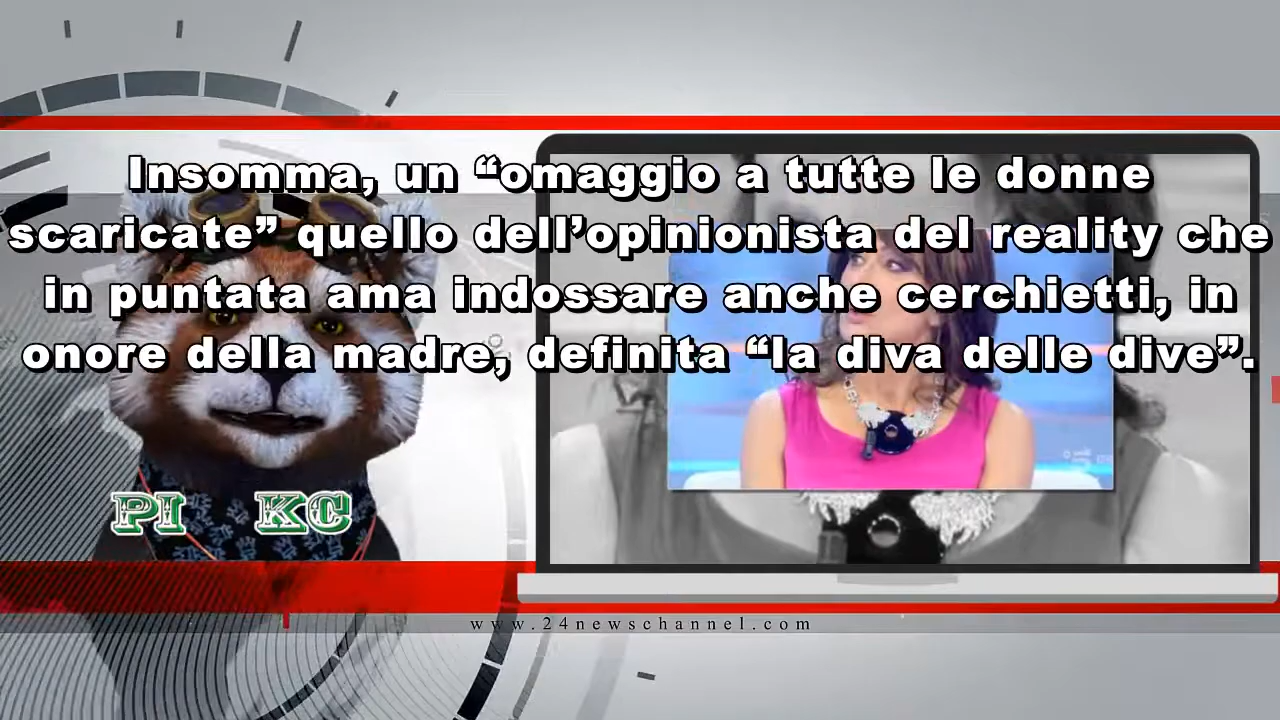 Insomma, un “omaggio a tutte le donne
scaricate” quello dell’opinionista del reality che
in puntata ama indossare anche cerchietti, in
onore della madre, definita “la diva delle dive”.
PI KC
www.24newschannel.com
5